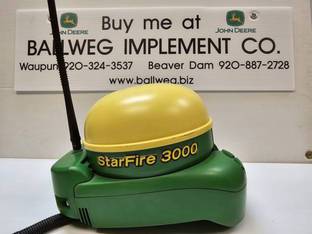 Buy me at
JOHN DEERE
JOHN DEERE
BALLWEG IMPLEMENT CO.
Waupun 920-324-3537 Beaver Dam 920-887-2728
www.ballweg.biz
StarFire 3000